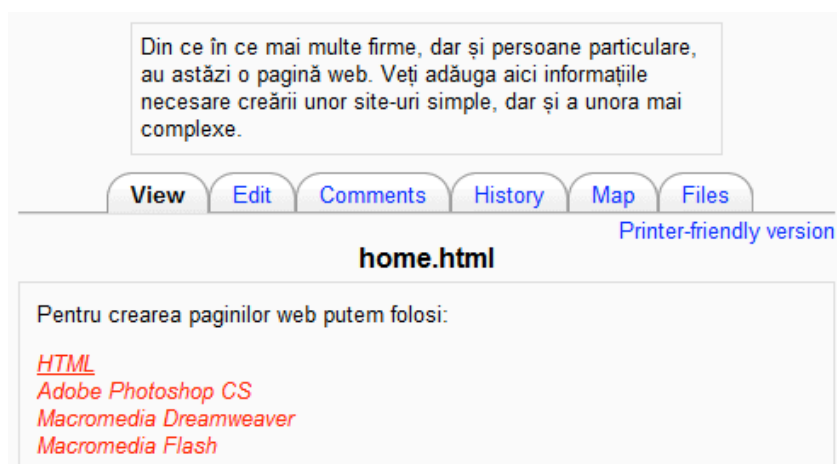 Din ce în ce mai multe firme, dar și persoane particulare,
au astăzi o pagină web. Veți adăuga aici informațiile
necesare creării unor site-uri simple, dar și a unora mai
complexe.
View Edit Comments History Map Files
Printer-friendly version
home.html
Pentru crearea paginilor web putem folosi:
HTML
Adobe Photoshop CS
Macromedia Dreamweaver
Macromedia Flash